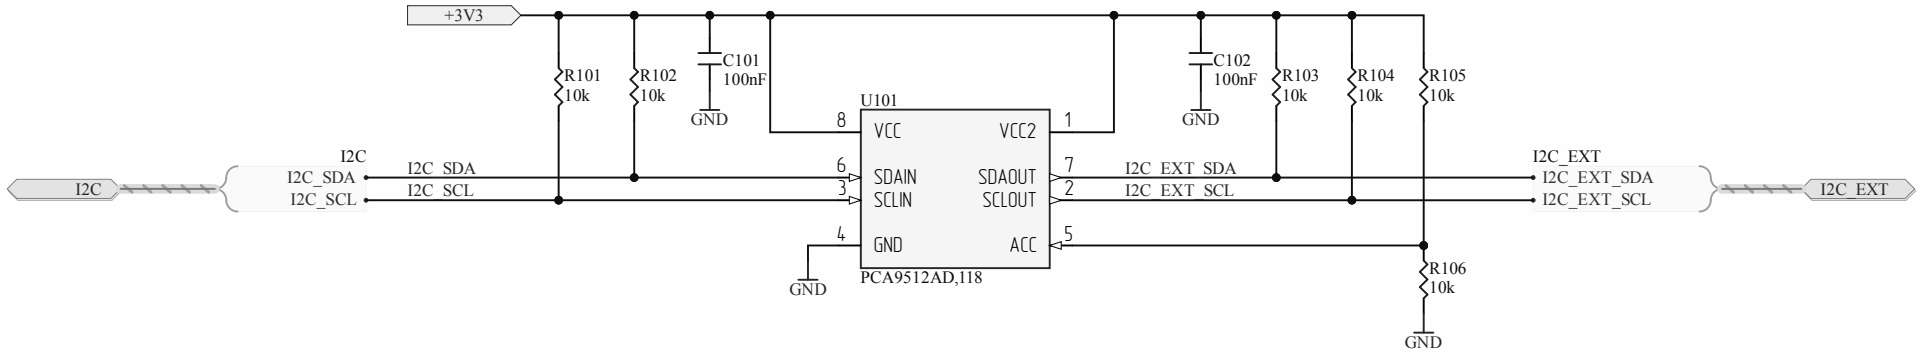 +3V3
R101
10k
R102
10k
C101
100nF
GND
C102
100nF
GND
R103
10k
R104
10k
R105
10k
U101
8 VCC VCC2 1
I2C
I2C
I2C_SDA
I2C_SCL
I2C_SDA
I2C_SCL
6 SDAIN SDAOUT 7
3 SCLIN SCLOUT 2
4 GND ACC 5
PCA9512AD,118
GND
I2C_EXT_SDA
I2C_EXT_SCL
I2C_EXT
I2C_EXT_SDA
I2C_EXT_SCL
I2C_EXT
R106
10k
GND